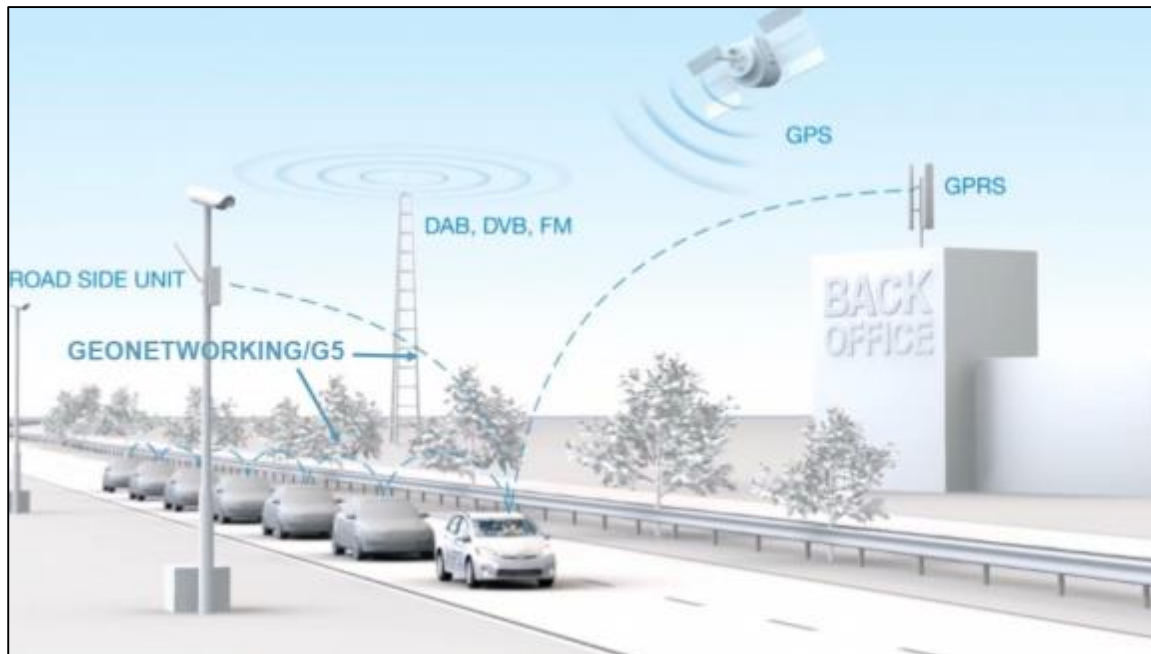 GPS
GPRS
DAB, DVB, FM
ROAD SIDE UNIT
BACK
OFFICE
GEONETWORKING/G5